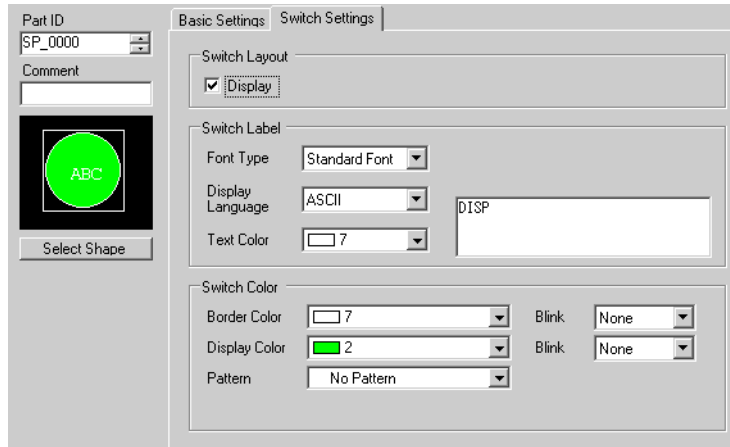 Part ID
SP_0000
Comment
ABC
Select Shape
Basic Settings Switch Settings
Switch Layout
Display
Switch Label
Font Type Standard Font
Display Language ASCII
DISP
Text Color 7
Switch Color
Border Color 7 Blink None
Display Color 2 Blink None
Pattern No Pattern